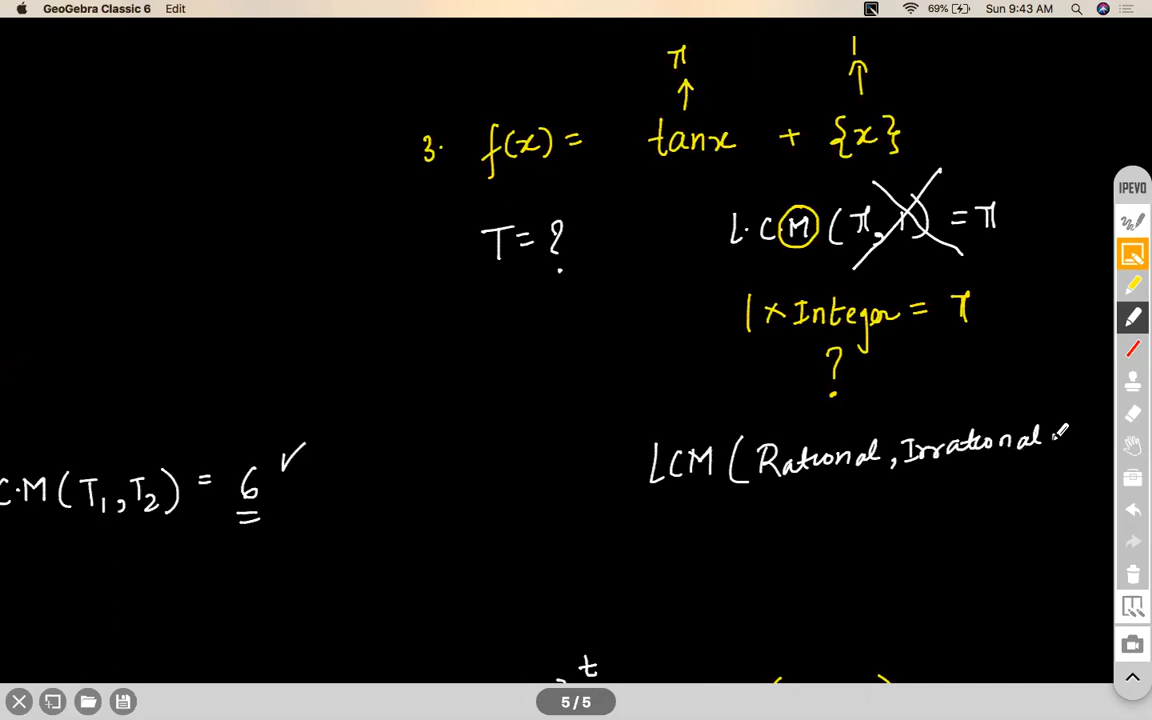 GeoGebra Classic 6 Edit 69% Sun 9:43 AM
π 1
3. f(x) = tanx + {x}
T = ? L.C.M (π, 1) = π
1 × Integer = π
?
LCM (Rational, Irrational
C.M (T₁, T₂) = 6 ✓
t
5 / 5
IPEVO